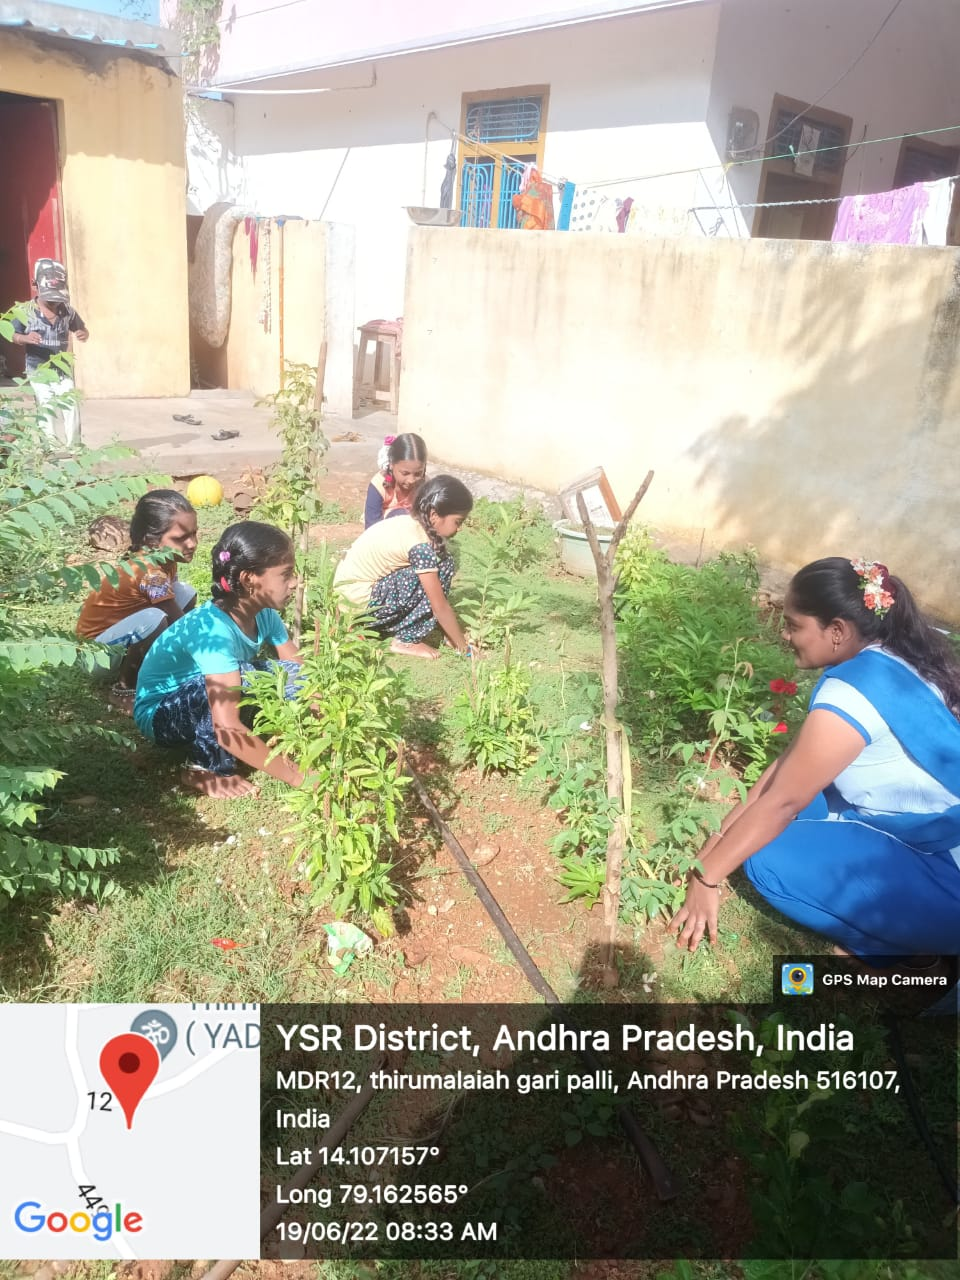 GPS Map Camera
( YAD
12
Google
YSR District, Andhra Pradesh, India
MDR12, thirumalaiah gari palli, Andhra Pradesh 516107,
India
Lat 14.107157°
Long 79.162565°
19/06/22 08:33 AM